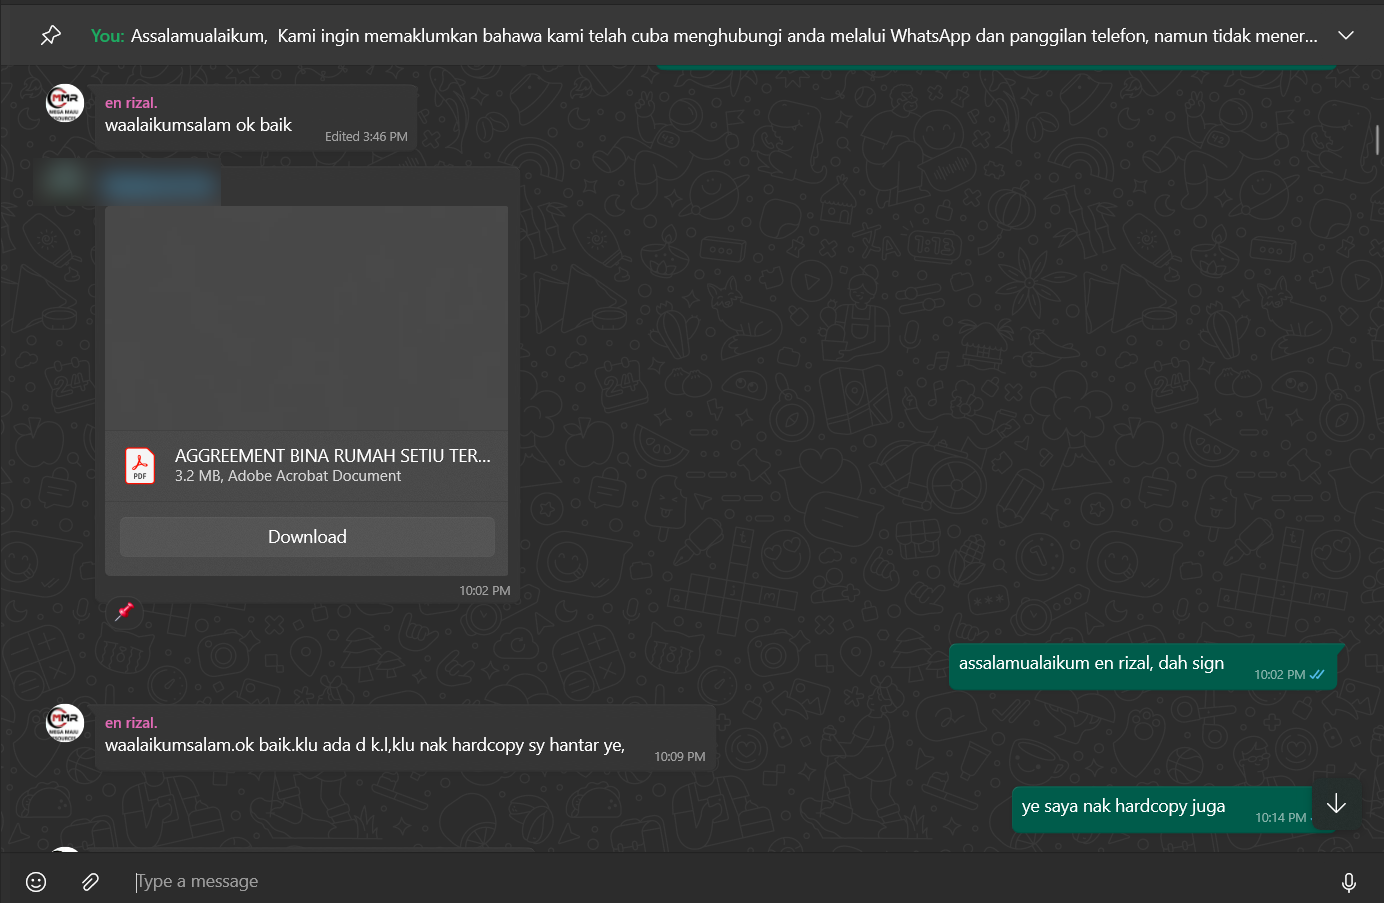 You: Assalamualaikum,  Kami ingin memaklumkan bahawa kami telah cuba menghubungi anda melalui WhatsApp dan panggilan telefon, namun tidak mener...
en rizal.
waalaikumsalam ok baik
Edited 3:46 PM
MMR
AGGREEMENT BINA RUMAH SETIU TER...
PDF
3.2 MB, Adobe Acrobat Document
Download
10:02 PM
assalamualaikum en rizal, dah sign
10:02 PM
MMR
en rizal.
waalaikumsalam.ok baik.klu ada d k.l,klu nak hardcopy sy hantar ye,
10:09 PM
ye saya nak hardcopy juga
10:14 PM
Type a message